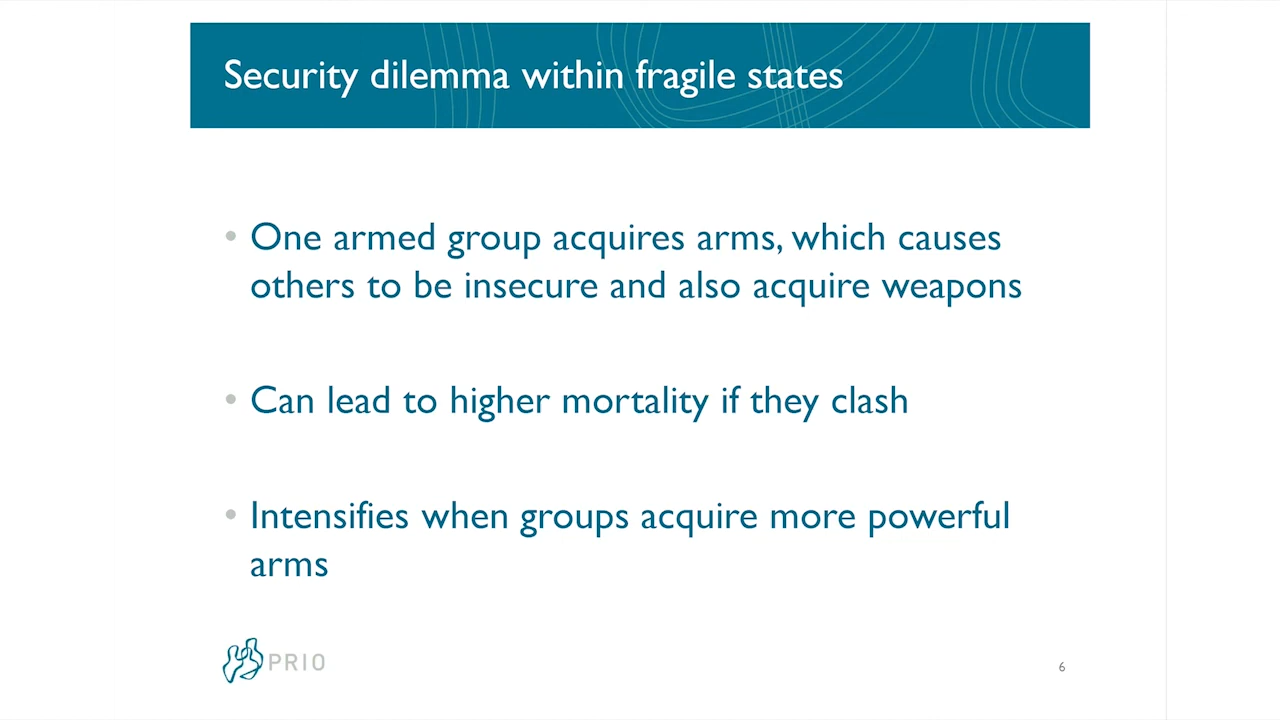 Security dilemma within fragile states
• One armed group acquires arms, which causes
others to be insecure and also acquire weapons
• Can lead to higher mortality if they clash
• Intensifies when groups acquire more powerful
arms
PRIO
6